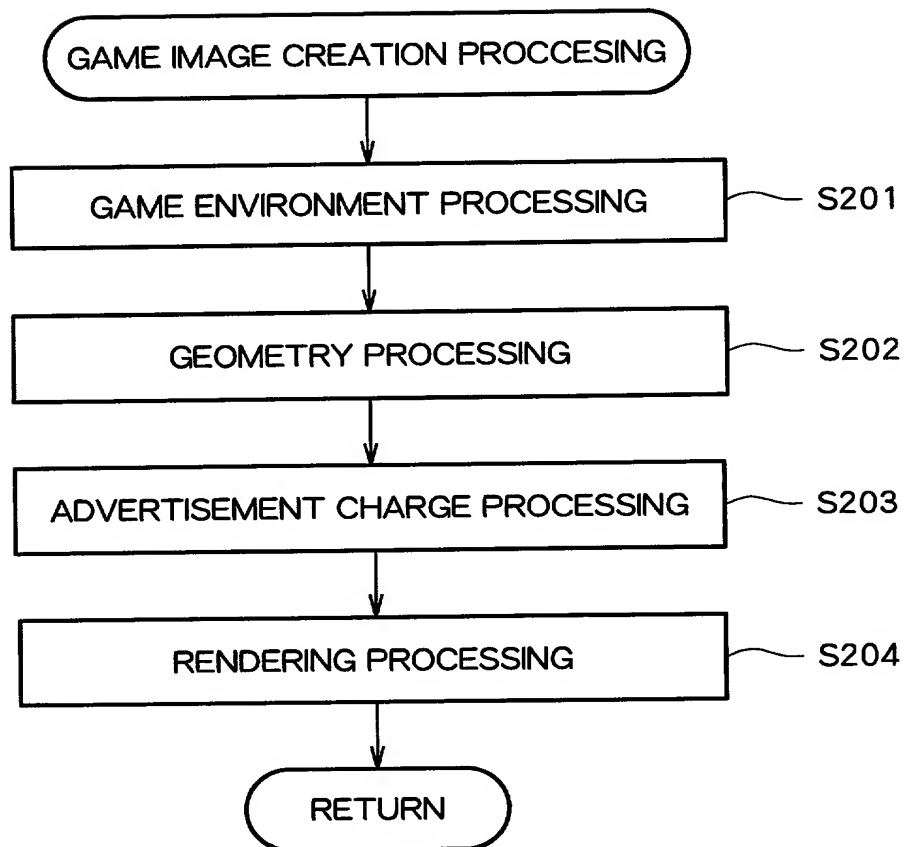 GAME IMAGE CREATION PROCCESING
GAME ENVIRONMENT PROCESSING
S201
GEOMETRY PROCESSING
S202
ADVERTISEMENT CHARGE PROCESSING
S203
RENDERING PROCESSING
S204
RETURN